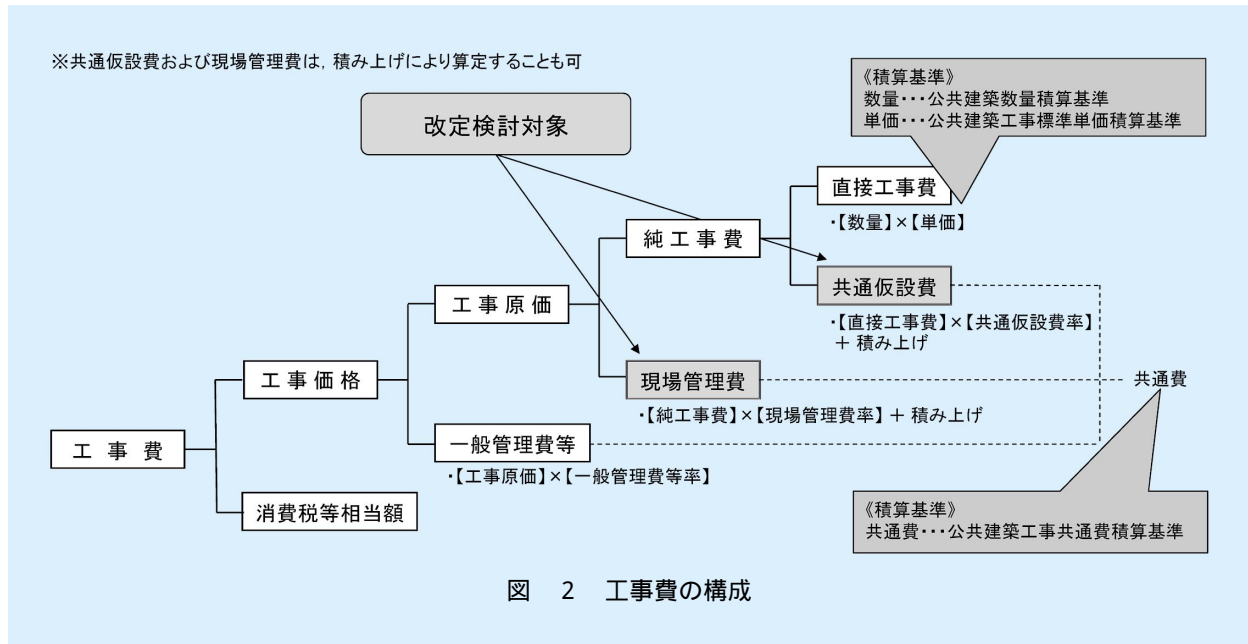 ※共通仮設費および現場管理費は，積み上げにより算定することも可
《積算基準》
数量･･･公共建築数量積算基準
単価･･･公共建築工事標準単価積算基準
改定検討対象
直接工事費
･【数量】×【単価】
純工事費
共通仮設費
･【直接工事費】×【共通仮設費率】
＋ 積み上げ
工事原価
現場管理費
･【純工事費】×【現場管理費率】 ＋ 積み上げ
共通費
工事価格
一般管理費等
･【工事原価】×【一般管理費等率】
工事費
消費税等相当額
《積算基準》
共通費･･･公共建築工事共通費積算基準
図　2　工事費の構成